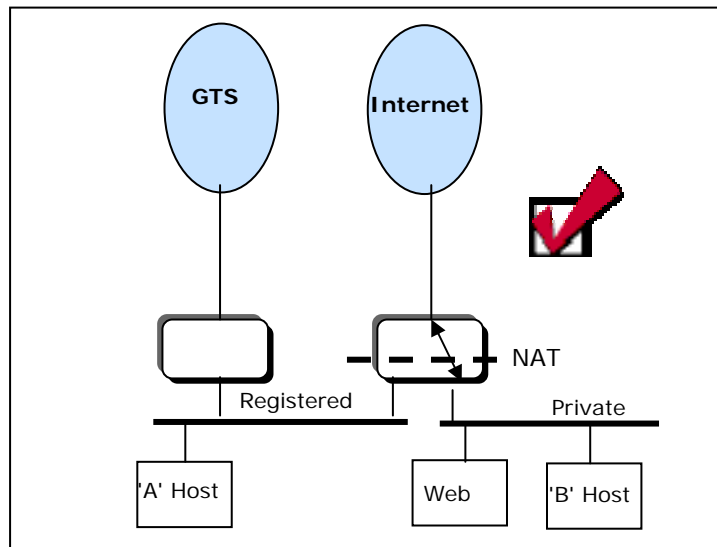 GTS
Internet
NAT
Registered
Private
'A' Host
Web
'B' Host